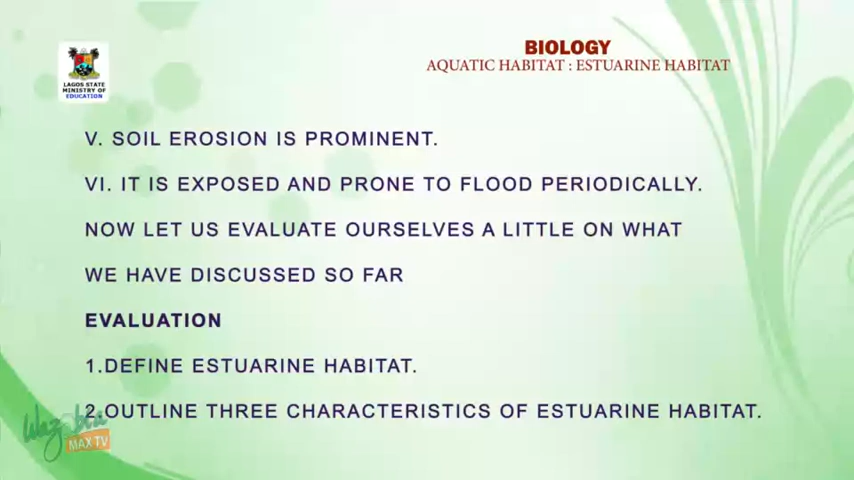 BIOLOGY
AQUATIC HABITAT : ESTUARINE HABITAT
LAGOS STATE
MINISTRY OF
EDUCATION
V. SOIL EROSION IS PROMINENT.
VI. IT IS EXPOSED AND PRONE TO FLOOD PERIODICALLY.
NOW LET US EVALUATE OURSELVES A LITTLE ON WHAT
WE HAVE DISCUSSED SO FAR
EVALUATION
1.DEFINE ESTUARINE HABITAT.
2.OUTLINE THREE CHARACTERISTICS OF ESTUARINE HABITAT.
Wazobia
MAX TV